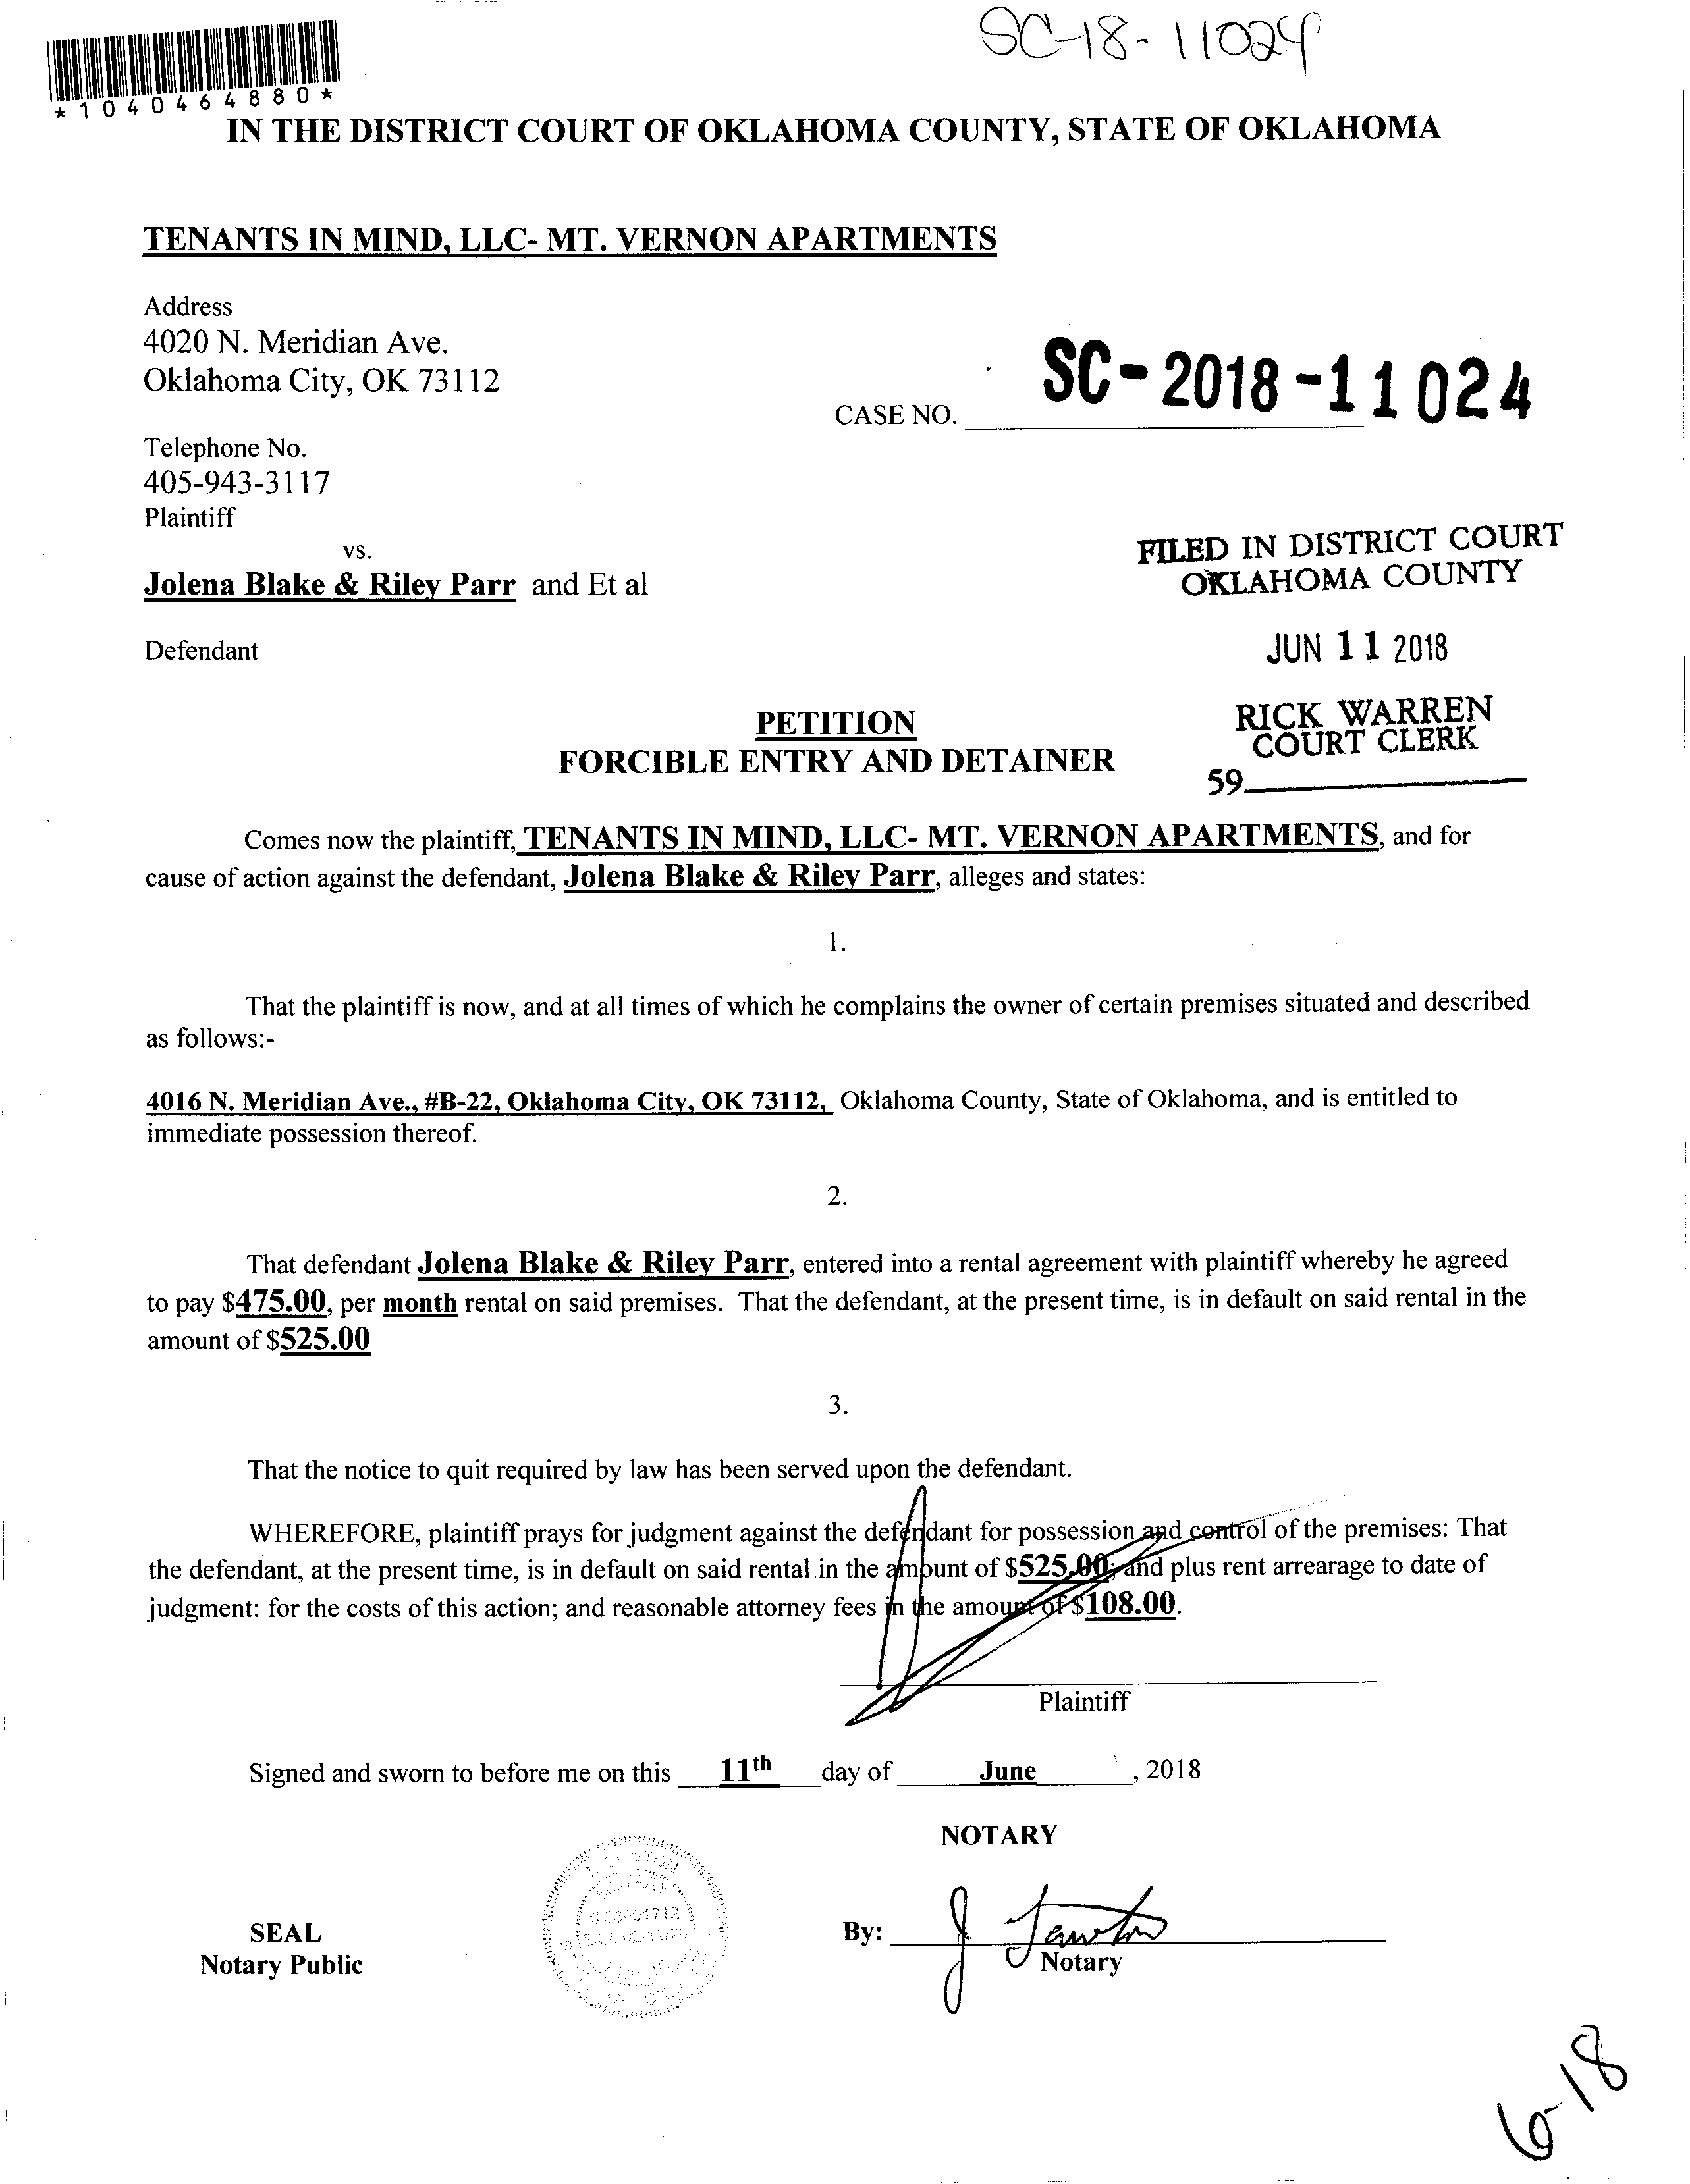 SC-18-11024
*1040464880*
IN THE DISTRICT COURT OF OKLAHOMA COUNTY, STATE OF OKLAHOMA
TENANTS IN MIND, LLC- MT. VERNON APARTMENTS
Address
4020 N. Meridian Ave.
Oklahoma City, OK 73112
CASE NO. SC-2018-11024
Telephone No.
405-943-3117
Plaintiff
vs.
Jolena Blake & Riley Parr and Et al
Defendant
FILED IN DISTRICT COURT
OKLAHOMA COUNTY
JUN 11 2018
RICK WARREN
COURT CLERK
59
PETITION
FORCIBLE ENTRY AND DETAINER
Comes now the plaintiff, TENANTS IN MIND, LLC- MT. VERNON APARTMENTS, and for
cause of action against the defendant, Jolena Blake & Riley Parr, alleges and states:
1.
That the plaintiff is now, and at all times of which he complains the owner of certain premises situated and described
as follows:-
4016 N. Meridian Ave., #B-22, Oklahoma City, OK 73112, Oklahoma County, State of Oklahoma, and is entitled to
immediate possession thereof.
2.
That defendant Jolena Blake & Riley Parr, entered into a rental agreement with plaintiff whereby he agreed
to pay $475.00, per month rental on said premises. That the defendant, at the present time, is in default on said rental in the
amount of $525.00
3.
That the notice to quit required by law has been served upon the defendant.
WHEREFORE, plaintiff prays for judgment against the defendant for possession and control of the premises: That
the defendant, at the present time, is in default on said rental in the amount of $525.00; and plus rent arrearage to date of
judgment: for the costs of this action; and reasonable attorney fees in the amount of $108.00.
Plaintiff
Signed and sworn to before me on this 11th day of June, 2018
NOTARY
J. LAWTON
NOTARY
SEAL
Notary Public
By: J Lawton
Notary
6-18